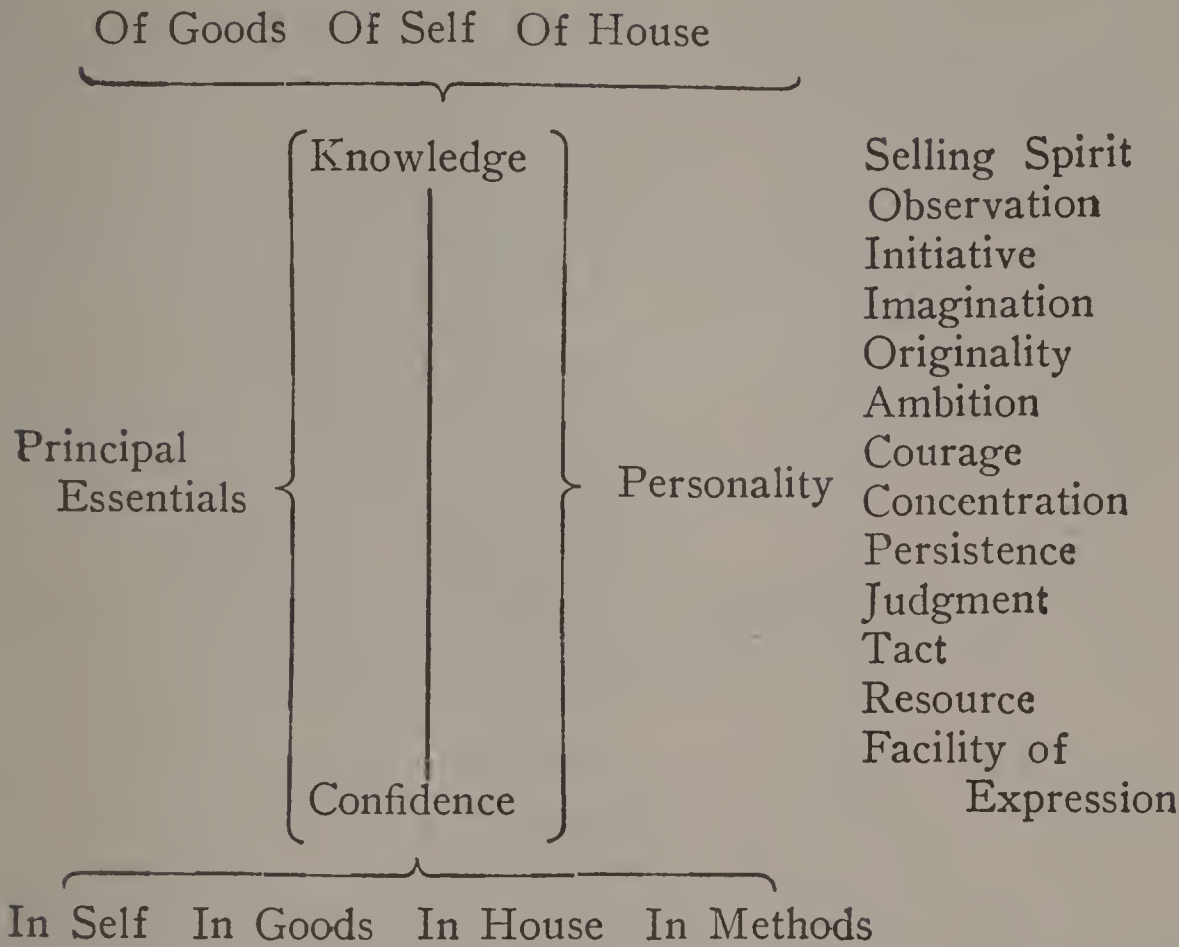 Of Goods Of Self Of House
Knowledge
Principal
Essentials
Confidence
Personality
Selling Spirit
Observation
Initiative
Imagination
Originality
Ambition
Courage
Concentration
Persistence
Judgment
Tact
Resource
Facility of
Expression
In Self In Goods In House In Methods